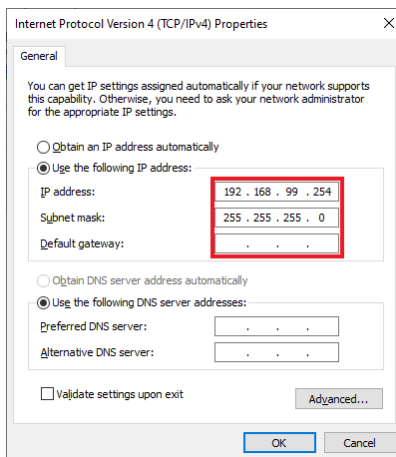 Internet Protocol Version 4 (TCP/IPv4) Properties
General
You can get IP settings assigned automatically if your network supports
this capability. Otherwise, you need to ask your network administrator
for the appropriate IP settings.
Obtain an IP address automatically
Use the following IP address:
IP address: 192 . 168 . 99 . 254
Subnet mask: 255 . 255 . 255 . 0
Default gateway: . . .
Obtain DNS server address automatically
Use the following DNS server addresses:
Preferred DNS server: . . .
Alternative DNS server: . . .
Validate settings upon exit
Advanced...
OK Cancel